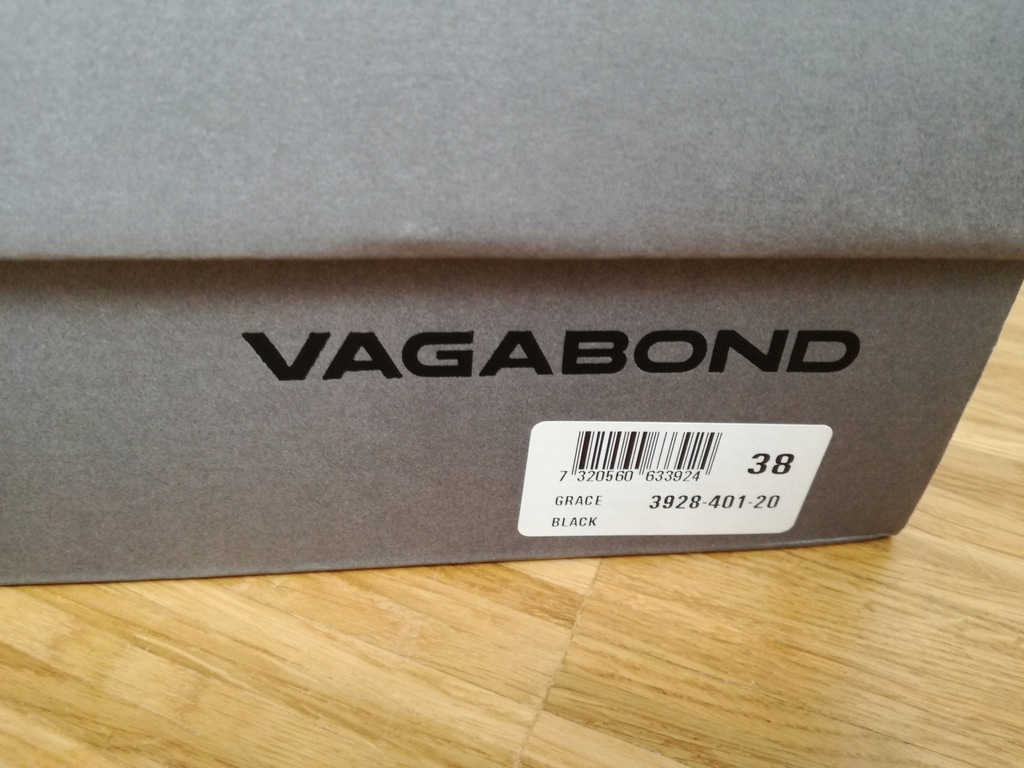 VAGABOND
38
7 320560 633924
GRACE 3928-401-20
BLACK